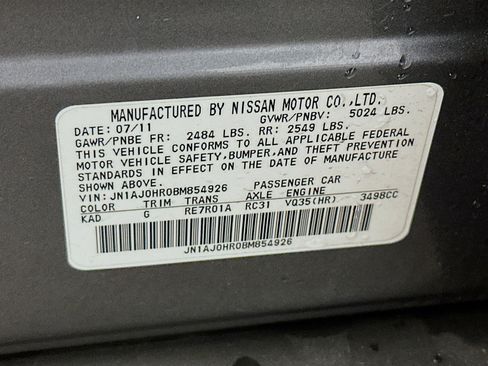 MANUFACTURED BY NISSAN MOTOR CO.,LTD.
DATE: 07/11 GVWR/PNBV: 5024 LBS.
GAWR/PNBE FR: 2484 LBS. RR: 2549 LBS.
THIS VEHICLE CONFORMS TO ALL APPLICABLE FEDERAL
MOTOR VEHICLE SAFETY,BUMPER,AND THEFT PREVENTION
STANDARDS IN EFFECT ON THE DATE OF MANUFACTURE
SHOWN ABOVE.
VIN: JN1AJ0HR0BM854926 PASSENGER CAR
COLOR TRIM TRANS AXLE ENGINE
KAD G RE7R01A RC31 VQ35(HR) 3498CC
JN1AJ0HR0BM854926